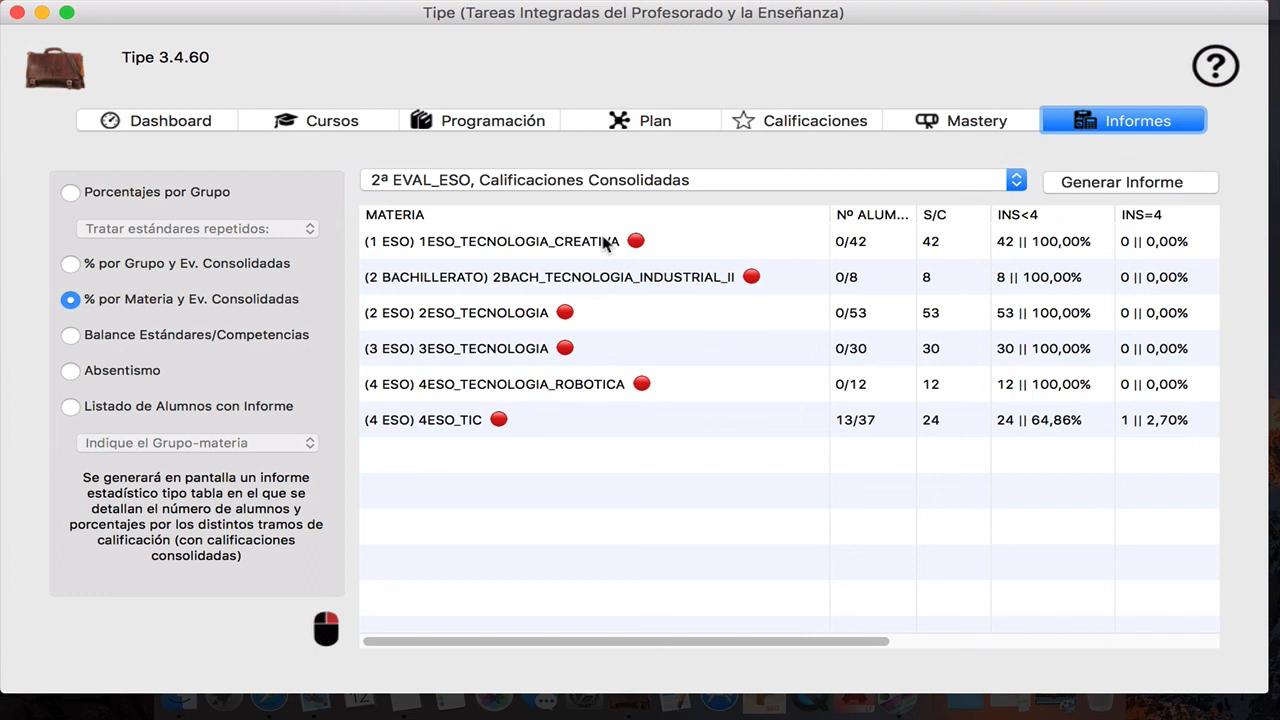 Tipe (Tareas Integradas del Profesorado y la Enseñanza)
Tipe 3.4.60
?
Dashboard Cursos Programación Plan Calificaciones Mastery Informes
Porcentajes por Grupo
Tratar estándares repetidos:
% por Grupo y Ev. Consolidadas
% por Materia y Ev. Consolidadas
Balance Estándares/Competencias
Absentismo
Listado de Alumnos con Informe
Indique el Grupo-materia
Se generará en pantalla un informe
estadístico tipo tabla en el que se
detallan el número de alumnos y
porcentajes por los distintos tramos de
calificación (con calificaciones
consolidadas)
2ª EVAL_ESO, Calificaciones Consolidadas
Generar Informe
MATERIA Nº ALUM... S/C INS<4 INS=4
(1 ESO) 1ESO_TECNOLOGIA_CREATIVA 0/42 42 42 || 100,00% 0 || 0,00%
(2 BACHILLERATO) 2BACH_TECNOLOGIA_INDUSTRIAL_II 0/8 8 8 || 100,00% 0 || 0,00%
(2 ESO) 2ESO_TECNOLOGIA 0/53 53 53 || 100,00% 0 || 0,00%
(3 ESO) 3ESO_TECNOLOGIA 0/30 30 30 || 100,00% 0 || 0,00%
(4 ESO) 4ESO_TECNOLOGIA_ROBOTICA 0/12 12 12 || 100,00% 0 || 0,00%
(4 ESO) 4ESO_TIC 13/37 24 24 || 64,86% 1 || 2,70%